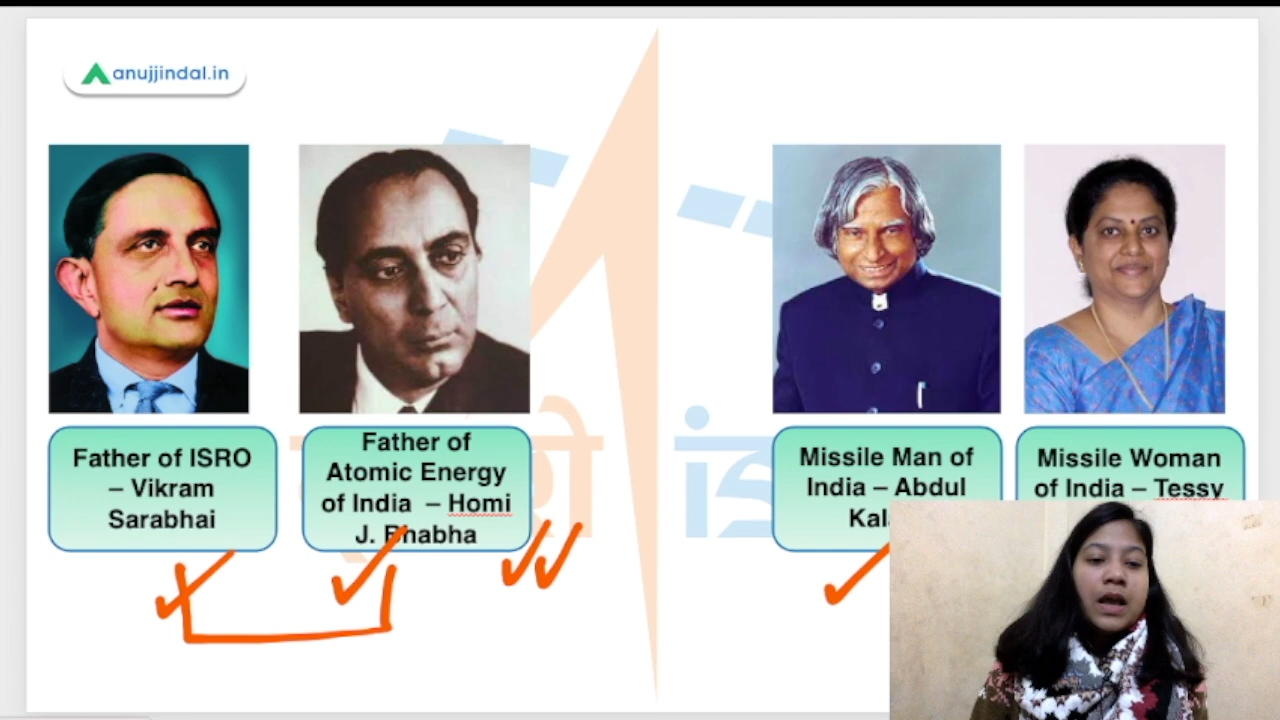 anujjindal.in
Father of ISRO
– Vikram
Sarabhai
Father of
Atomic Energy
of India – Homi
J. Bhabha
Missile Man of
India – Abdul
Missile Woman
of India – Tessy